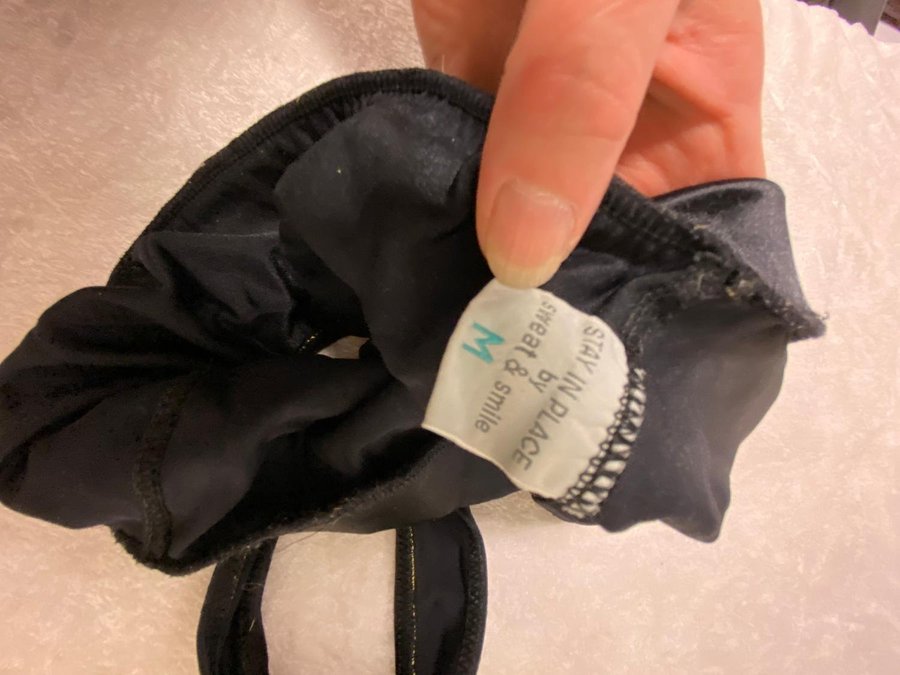 STAY IN PLACE
by
sweat & smile
M